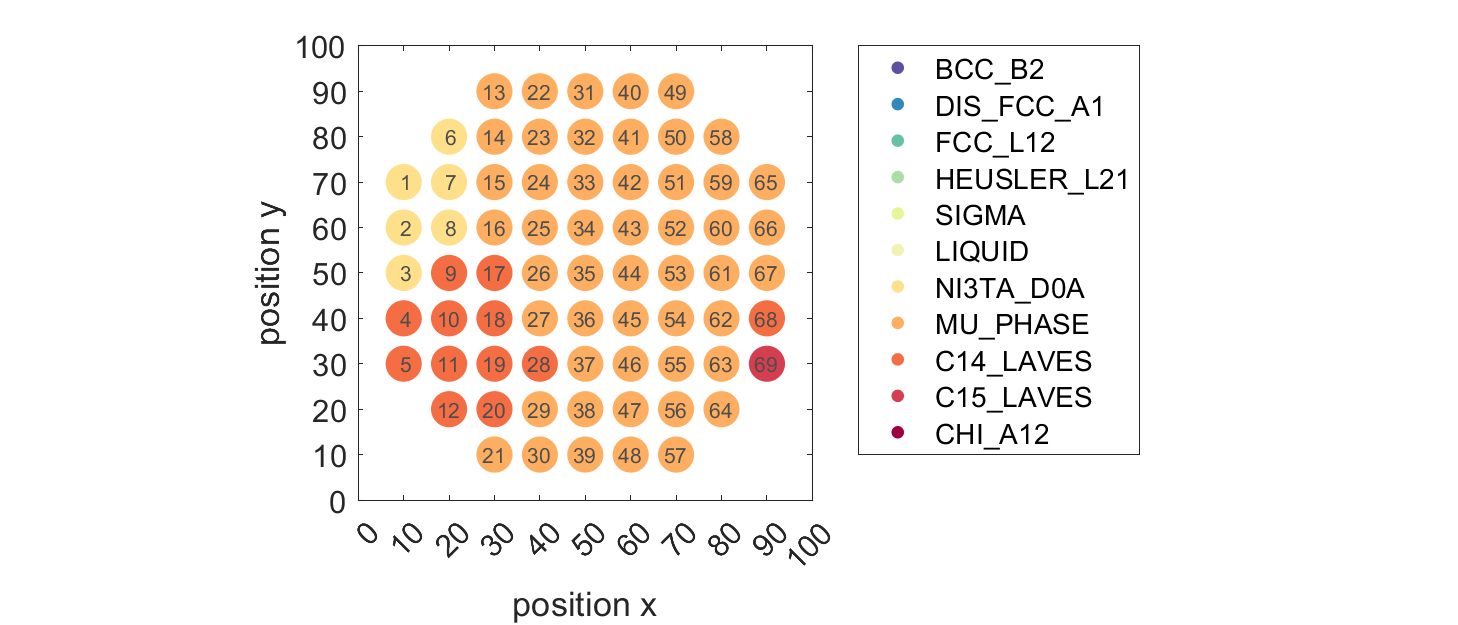 100
90
80
70
60
50
40
30
20
10
0
position y
13 22 31 40 49
6 14 23 32 41 50 58
1 7 15 24 33 42 51 59 65
2 8 16 25 34 43 52 60 66
3 9 17 26 35 44 53 61 67
4 10 18 27 36 45 54 62 68
5 11 19 28 37 46 55 63 69
12 20 29 38 47 56 64
21 30 39 48 57
0 10 20 30 40 50 60 70 80 90 100
position x
BCC_B2
DIS_FCC_A1
FCC_L12
HEUSLER_L21
SIGMA
LIQUID
NI3TA_D0A
MU_PHASE
C14_LAVES
C15_LAVES
CHI_A12